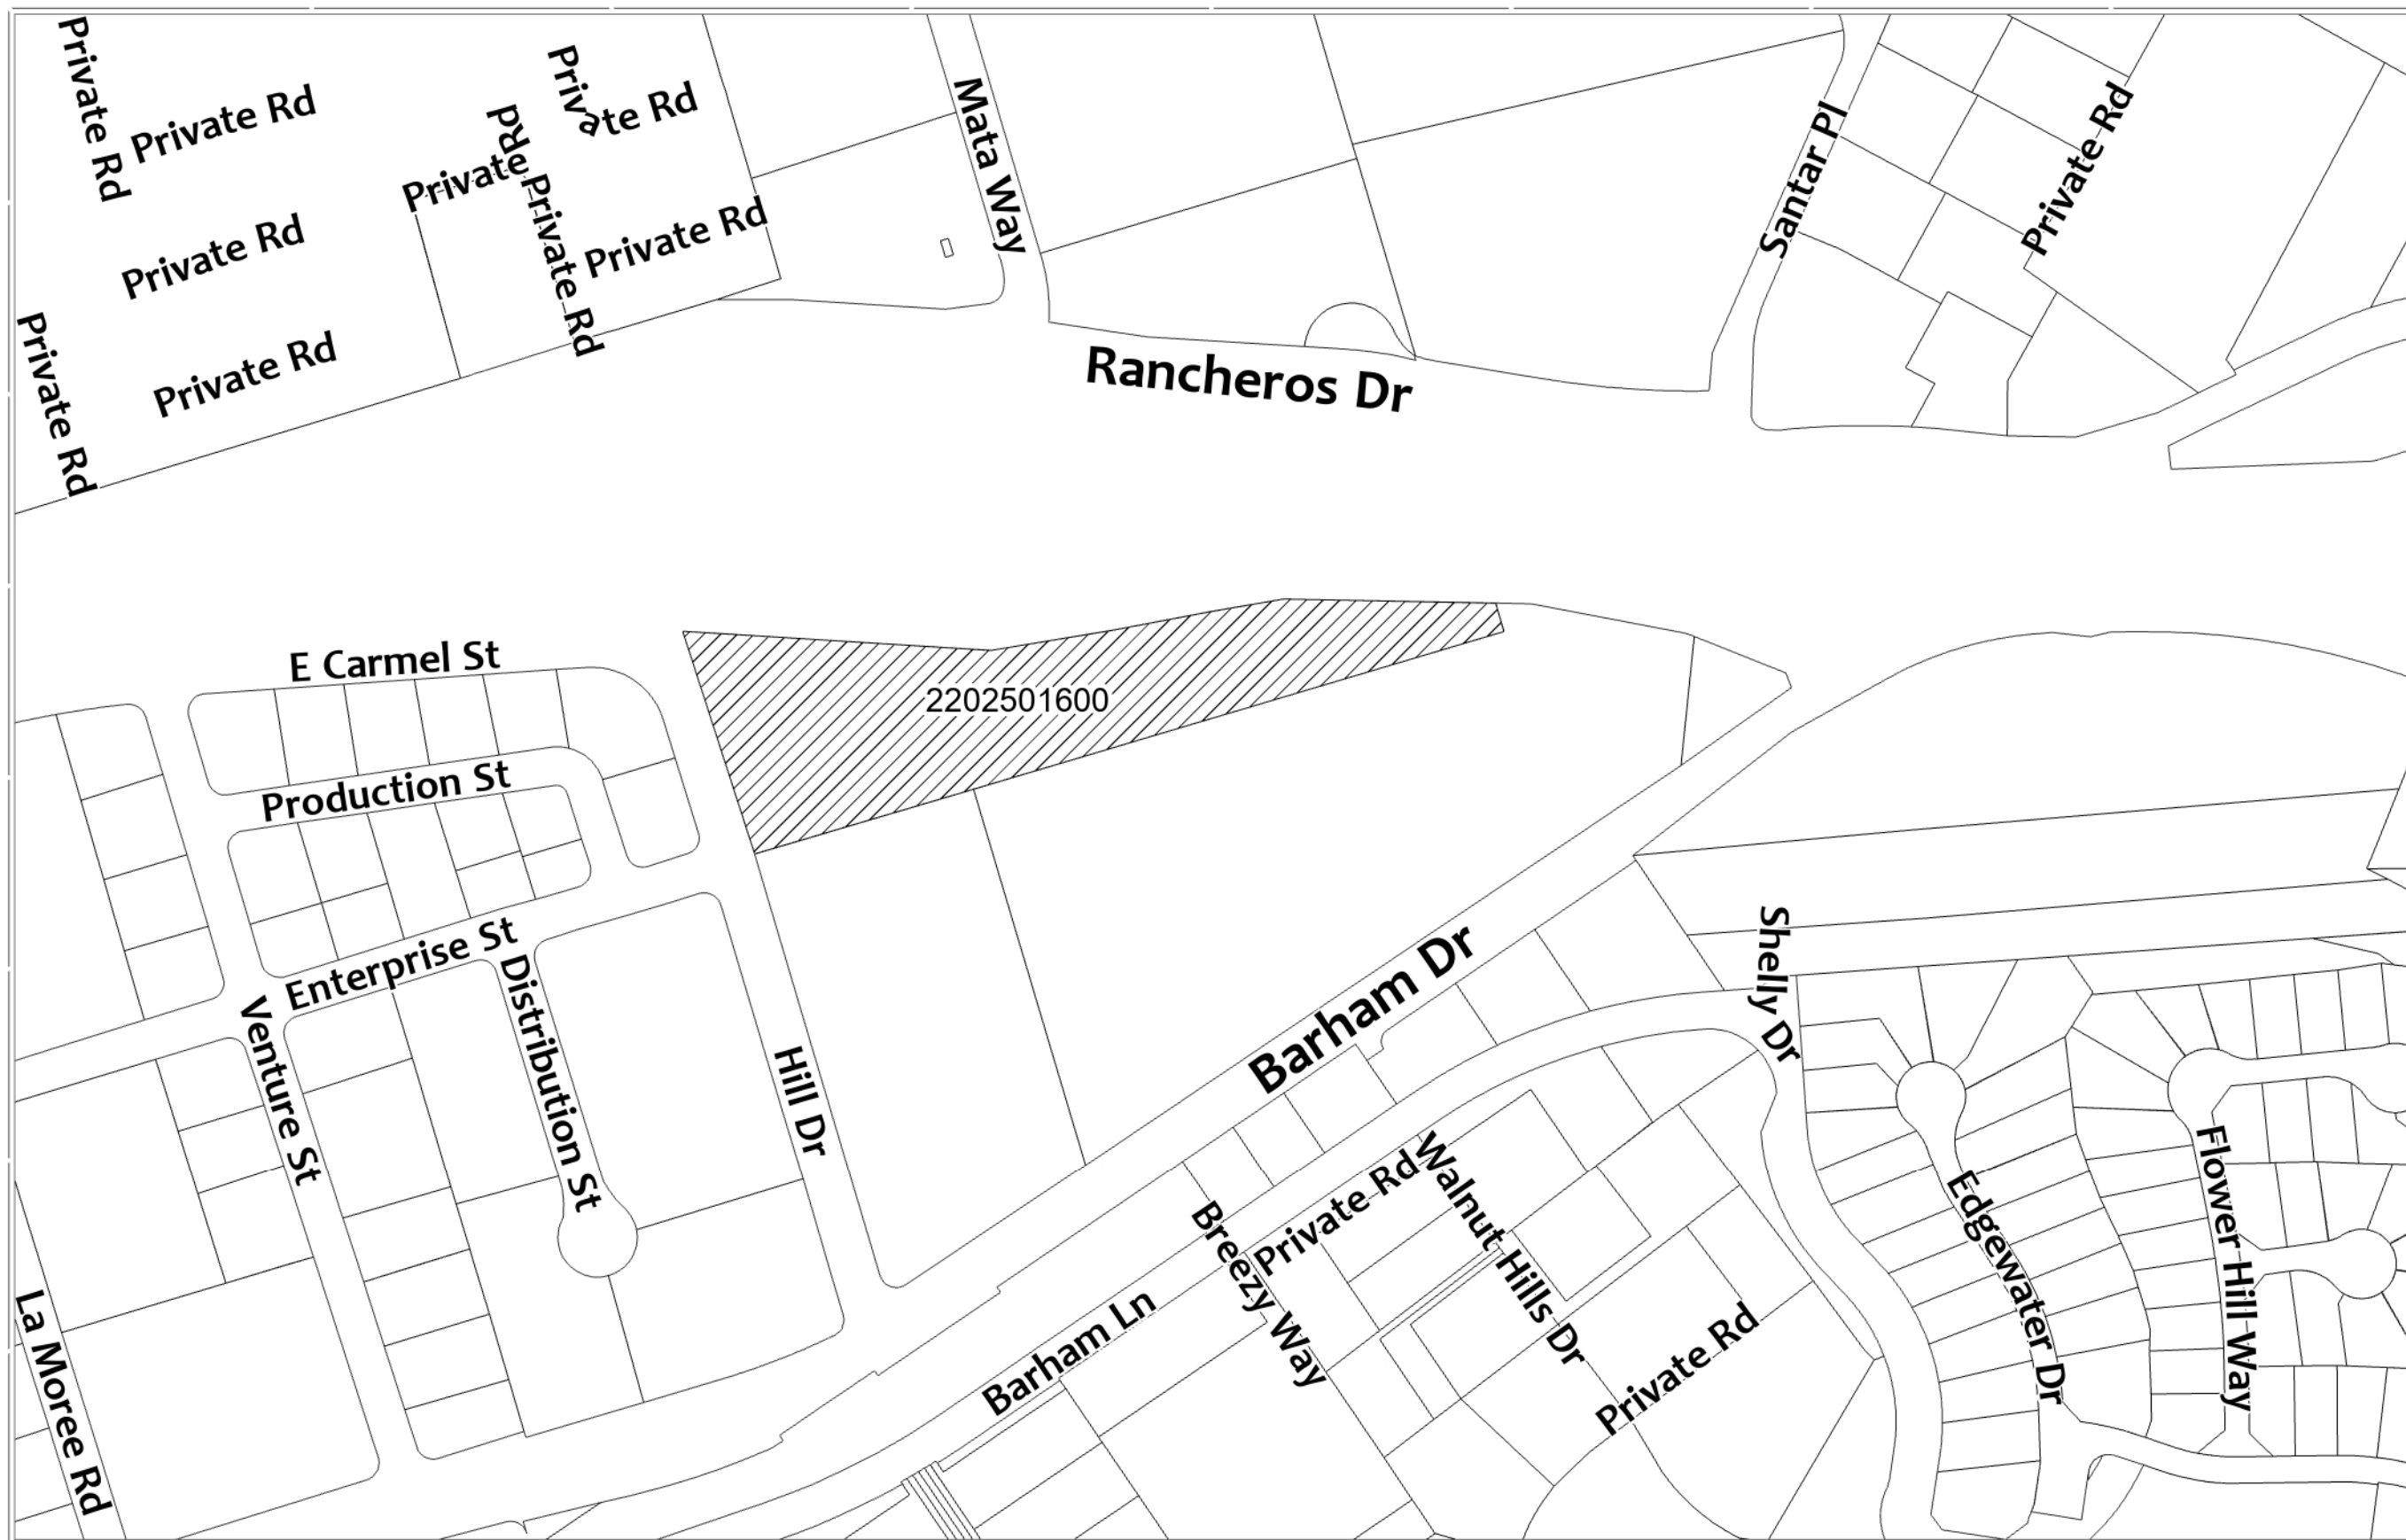 Private Rd
Private Rd
Private Rd
Private Rd
Private Rd
Mata Way
Santar Pl
Private Rd
Private Rd
Private Rd
Private Rd
Private Rd
Private Rd
Rancheros Dr
E Carmel St
2202501600
Production St
Enterprise St
Shelly Dr
Barham Dr
Venture St
Distribution St
Hill Dr
Private Rd
Walnut Hills Dr
Breezy Way
Edgewater Dr
Flower Hill Way
La Moree Rd
Barham Ln
Private Rd